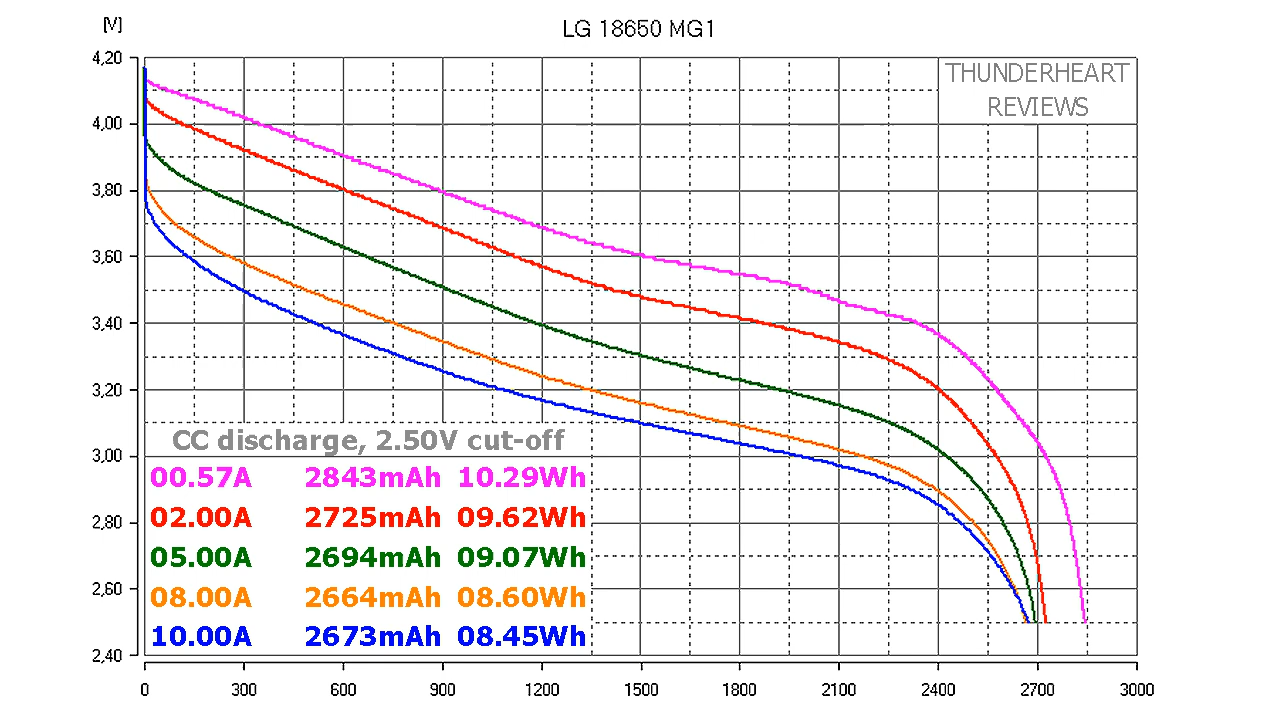 [V]
LG 18650 MG1
THUNDERHEART
REVIEWS
4,20
4,00
3,80
3,60
3,40
3,20
3,00
2,80
2,60
2,40
CC discharge, 2.50V cut-off
00.57A 2843mAh 10.29Wh
02.00A 2725mAh 09.62Wh
05.00A 2694mAh 09.07Wh
08.00A 2664mAh 08.60Wh
10.00A 2673mAh 08.45Wh
0 300 600 900 1200 1500 1800 2100 2400 2700 3000